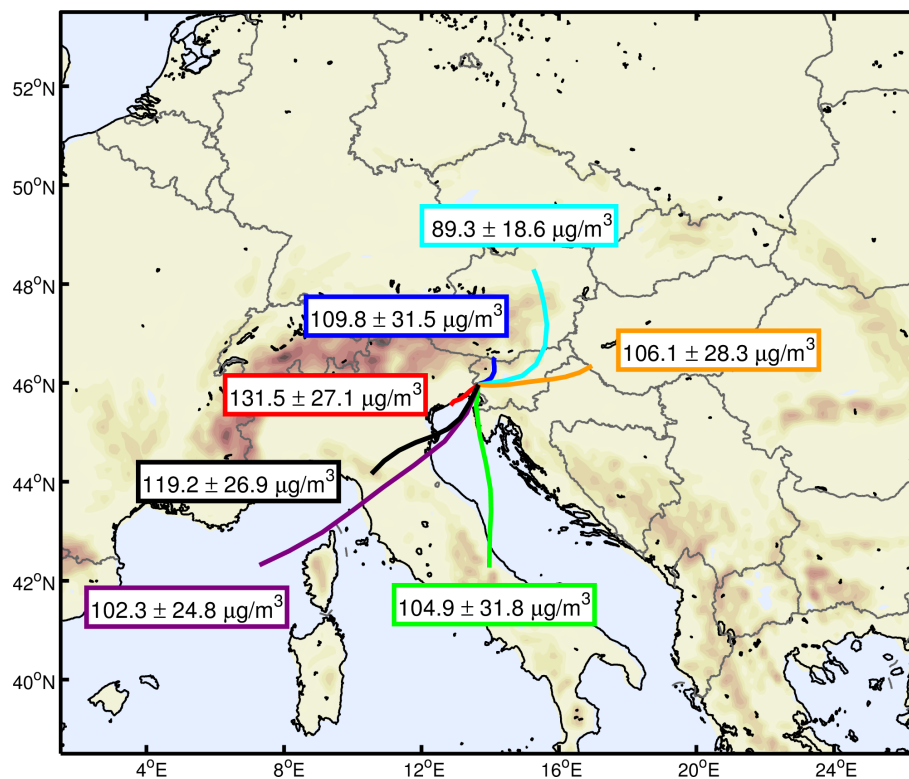 52°N
50°N
89.3 ± 18.6 µg/m³
48°N
109.8 ± 31.5 µg/m³
106.1 ± 28.3 µg/m³
46°N
131.5 ± 27.1 µg/m³
44°N
119.2 ± 26.9 µg/m³
42°N
102.3 ± 24.8 µg/m³
104.9 ± 31.8 µg/m³
40°N
4°E 8°E 12°E 16°E 20°E 24°E